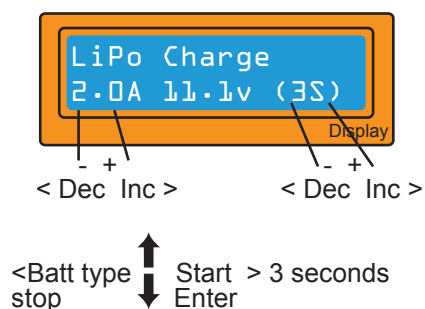 LiPo Charge
2.0A 11.1v (3S)
Display
- + - +
< Dec Inc > < Dec Inc >
<Batt type Start > 3 seconds
stop Enter